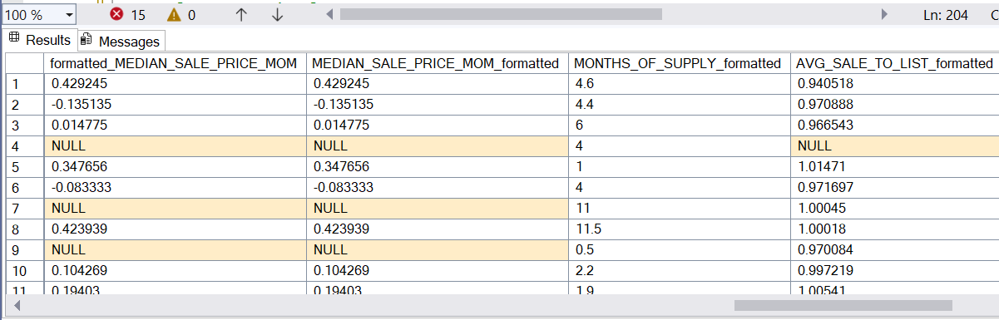 100 % 15 0 Ln: 204 C
Results Messages
formatted_MEDIAN_SALE_PRICE_MOM MEDIAN_SALE_PRICE_MOM_formatted MONTHS_OF_SUPPLY_formatted AVG_SALE_TO_LIST_formatted
1 0.429245 0.429245 4.6 0.940518
2 -0.135135 -0.135135 4.4 0.970888
3 0.014775 0.014775 6 0.966543
4 NULL NULL 4 NULL
5 0.347656 0.347656 1 1.01471
6 -0.083333 -0.083333 4 0.971697
7 NULL NULL 11 1.00045
8 0.423939 0.423939 11.5 1.00018
9 NULL NULL 0.5 0.970084
10 0.104269 0.104269 2.2 0.997219
11 0.19403 0.19403 1.9 1.00541